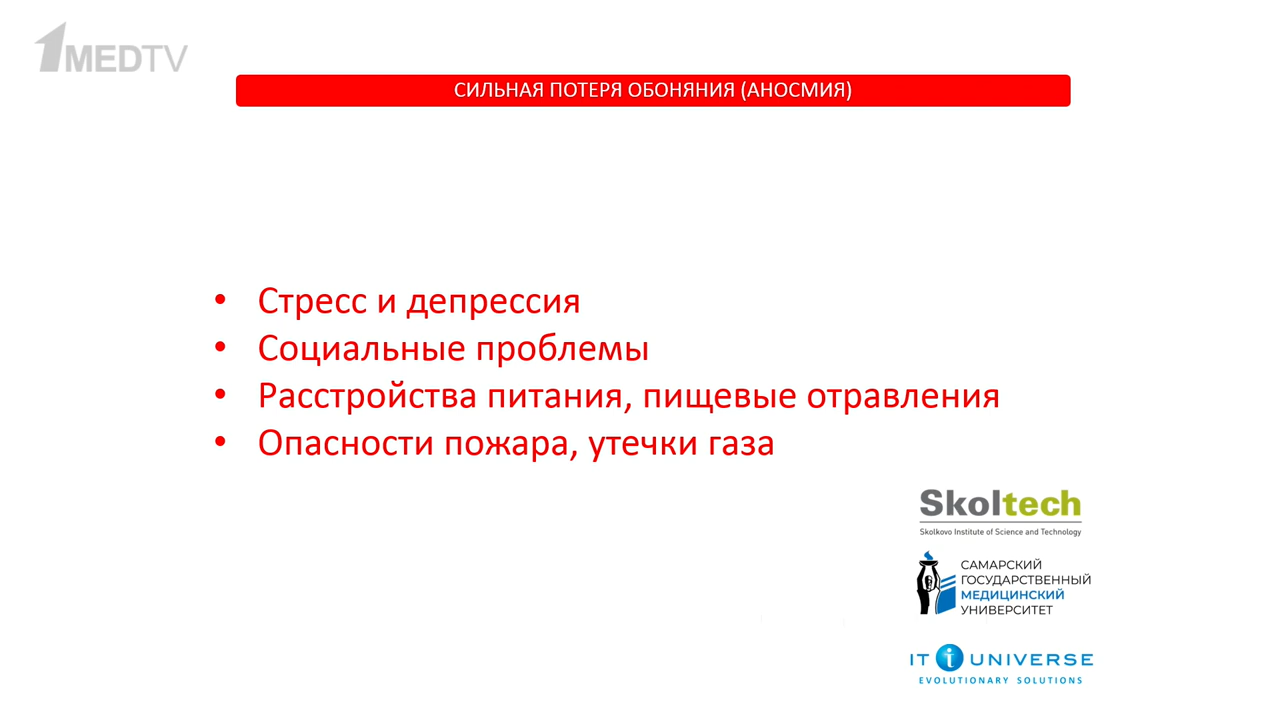 1MEDTV
СИЛЬНАЯ ПОТЕРЯ ОБОНЯНИЯ (АНОСМИЯ)
• Стресс и депрессия
• Социальные проблемы
• Расстройства питания, пищевые отравления
• Опасности пожара, утечки газа
Skoltech
Skolkovo Institute of Science and Technology
САМАРСКИЙ
ГОСУДАРСТВЕННЫЙ
МЕДИЦИНСКИЙ
УНИВЕРСИТЕТ
IT i UNIVERSE
EVOLUTIONARY SOLUTIONS